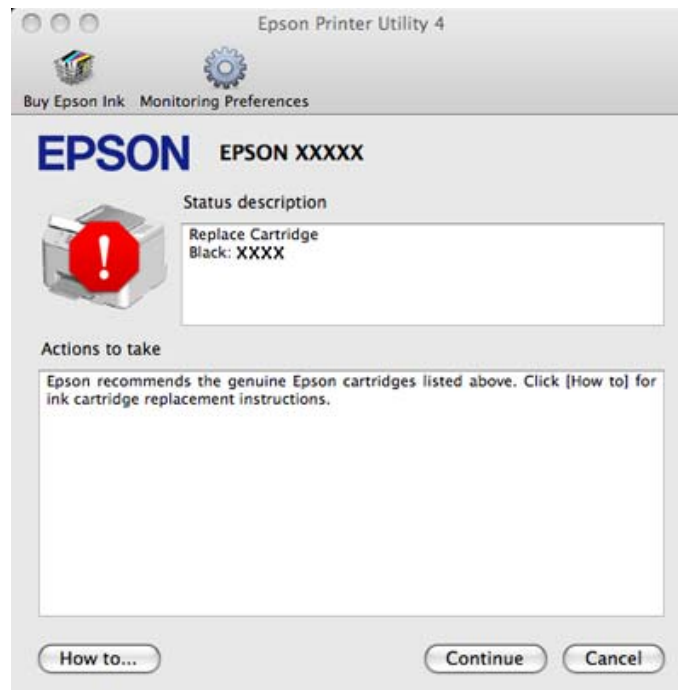 Epson Printer Utility 4
Buy Epson Ink Monitoring Preferences
EPSON EPSON XXXXX
Status description
Replace Cartridge
Black: XXXX
!
Actions to take
Epson recommends the genuine Epson cartridges listed above. Click [How to] for
ink cartridge replacement instructions.
How to... Continue Cancel